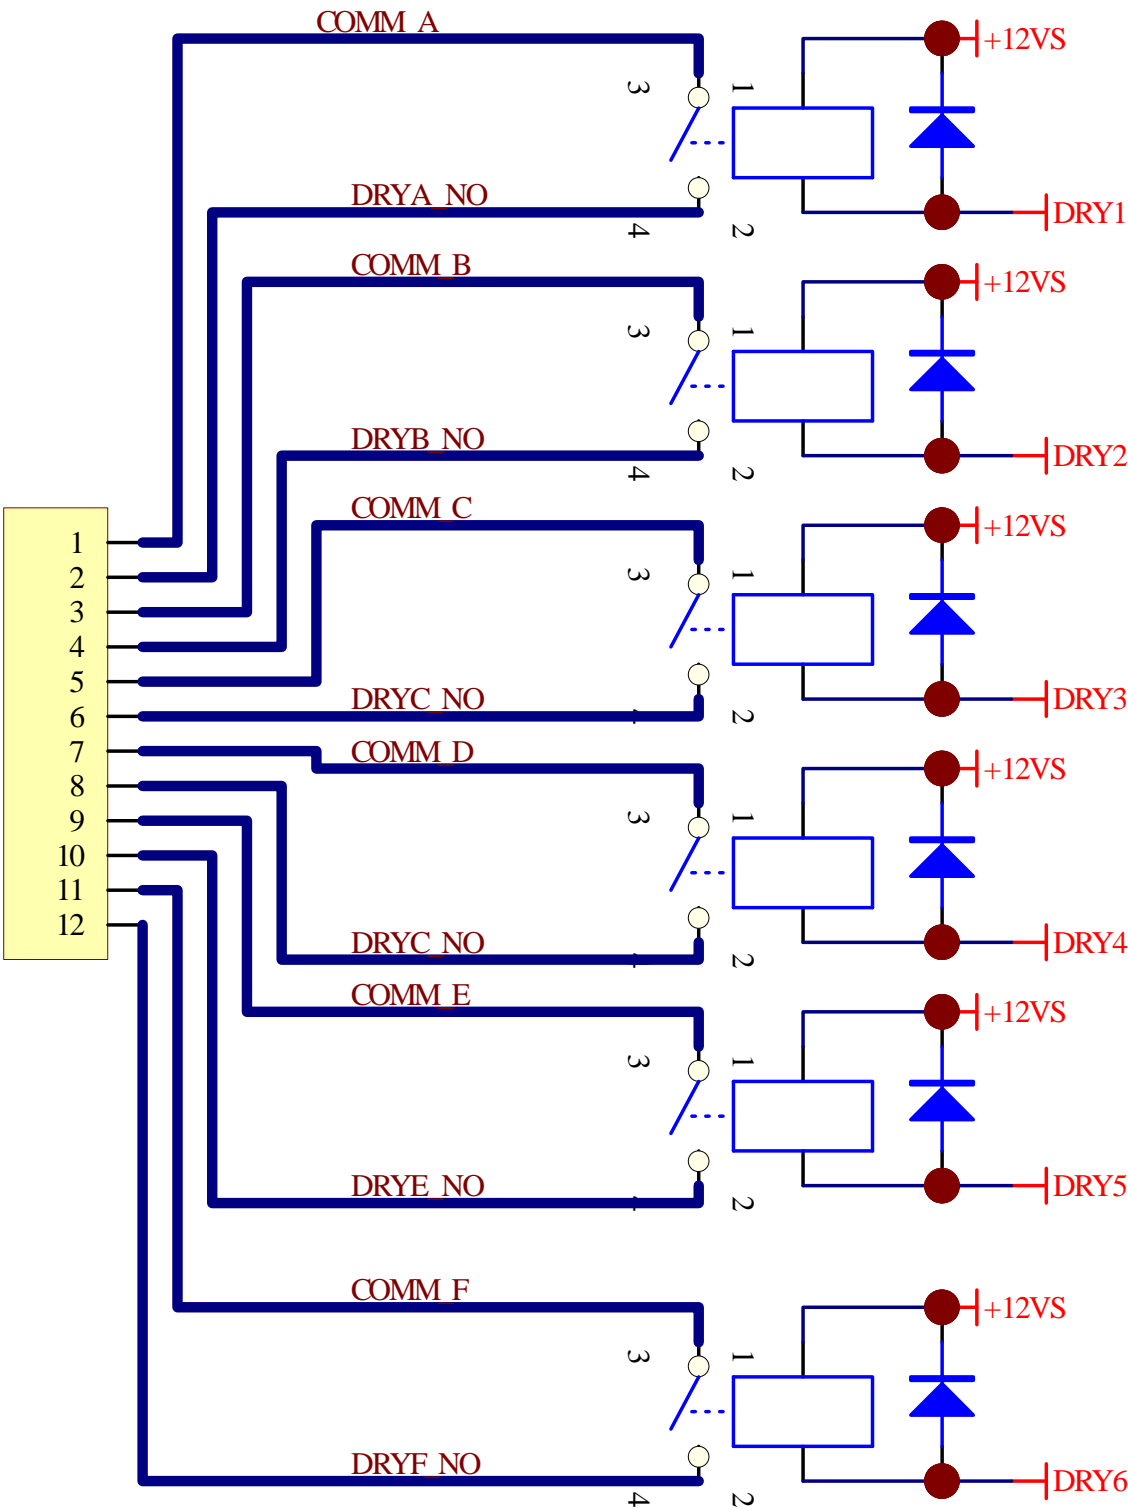 COMM_A
+12VS
3
1
DRYA_NO
DRY1
4
2
COMM_B
+12VS
3
1
DRYB_NO
DRY2
4
2
COMM_C
+12VS
3
1
DRYC_NO
DRY3
2
COMM_D
+12VS
3
1
DRYC_NO
DRY4
2
COMM_E
+12VS
3
1
DRYE_NO
DRY5
2
COMM_F
+12VS
3
1
DRYF_NO
DRY6
4
2
1
2
3
4
5
6
7
8
9
10
11
12